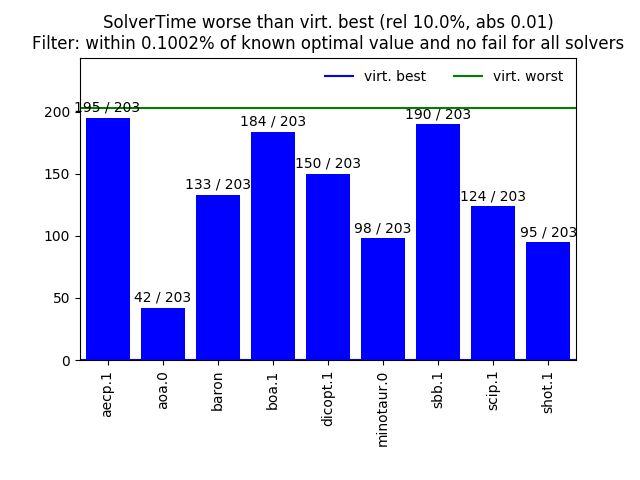 SolverTime worse than virt. best (rel 10.0%, abs 0.01)
Filter: within 0.1002% of known optimal value and no fail for all solvers
virt. best
virt. worst
200
150
100
50
0
195 / 203
42 / 203
133 / 203
184 / 203
150 / 203
98 / 203
190 / 203
124 / 203
95 / 203
aecp.1
aoa.0
baron
boa.1
dicopt.1
minotaur.0
sbb.1
scip.1
shot.1